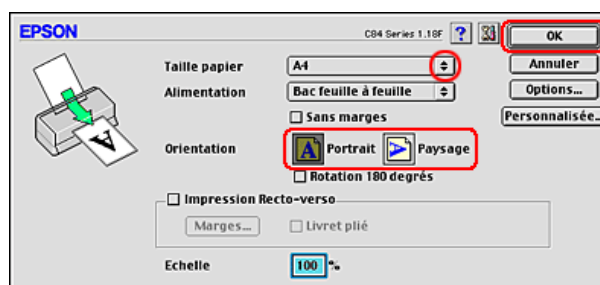 EPSON
C84 Series 1.18F
?
OK
Taille papier
A4
Annuler
Alimentation
Bac feuille à feuille
Options...
Sans marges
Personnalisée..
Orientation
Portrait
Paysage
Rotation 180 degrés
Impression Recto-verso
Marges...
Livret plié
Echelle
100 %